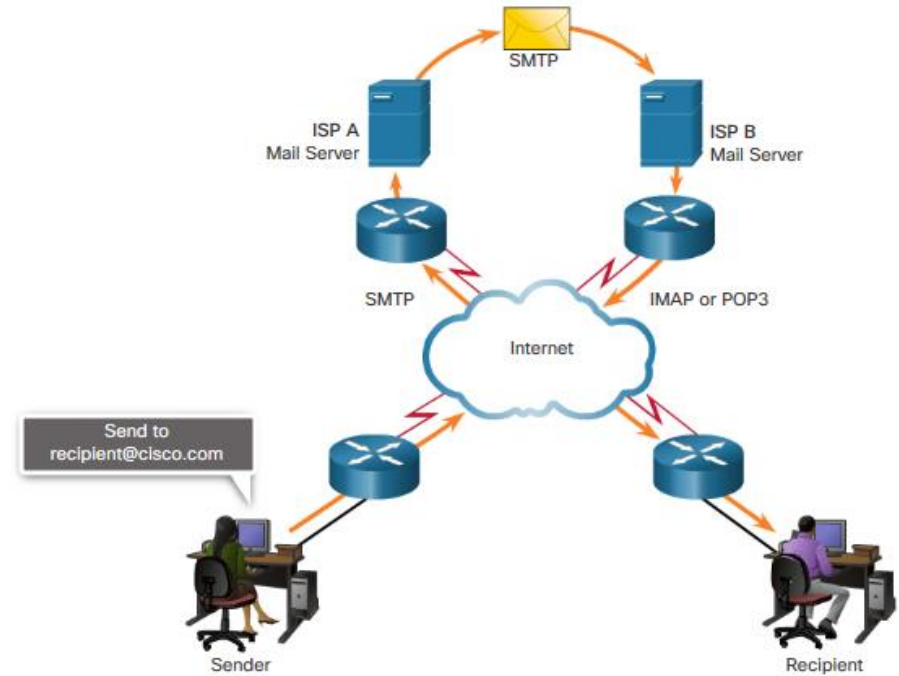 SMTP
ISP A
Mail Server
ISP B
Mail Server
SMTP
IMAP or POP3
Internet
Send to
recipient@cisco.com
Sender
Recipient